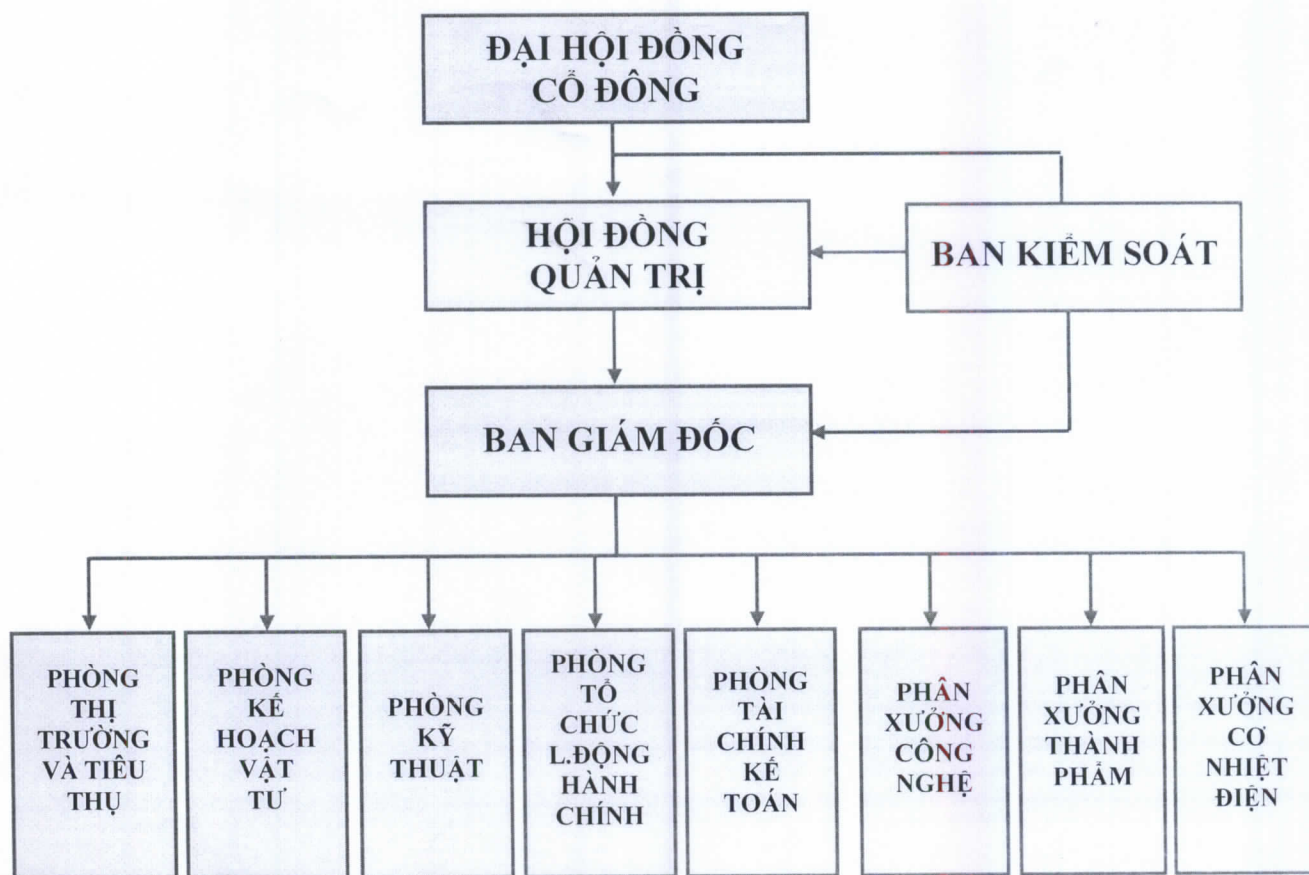 ĐẠI HỘI ĐỒNG
CỔ ĐÔNG
HỘI ĐỒNG
QUẢN TRỊ
BAN KIỂM SOÁT
BAN GIÁM ĐỐC
PHÒNG
THỊ
TRƯỜNG
VÀ TIÊU
THỤ
PHÒNG
KẾ
HOẠCH
VẬT
TƯ
PHÒNG
KỸ
THUẬT
PHÒNG
TỔ
CHỨC
L.ĐỘNG
HÀNH
CHÍNH
PHÒNG
TÀI
CHÍNH
KẾ
TOÁN
PHÂN
XƯỞNG
CÔNG
NGHỆ
PHÂN
XƯỞNG
THÀNH
PHẨM
PHÂN
XƯỞNG
CƠ
NHIỆT
ĐIỆN